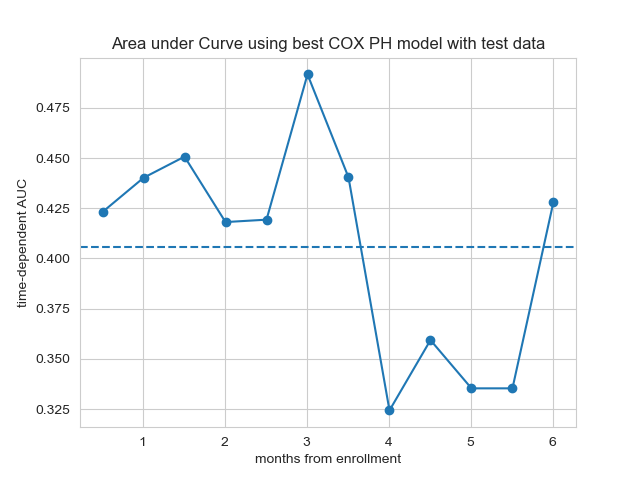 Area under Curve using best COX PH model with test data
time-dependent AUC
0.475
0.450
0.425
0.400
0.375
0.350
0.325
1 2 3 4 5 6
months from enrollment